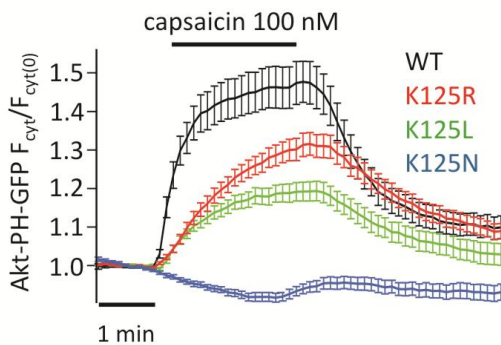 capsaicin 100 nM
Akt-PH-GFP Fcyt/Fcyt(0)
1.5
1.4
1.3
1.2
1.1
1.0
WT
K125R
K125L
K125N
1 min